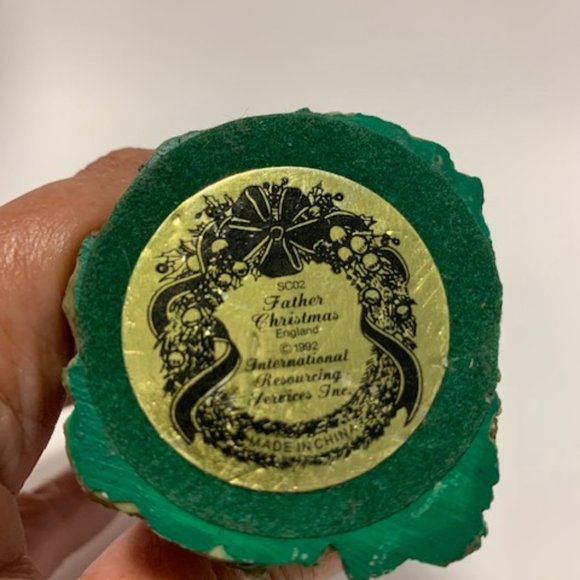 SC02
Father
Christmas
England
© 1992
International
Resourcing
Services Inc.
MADE IN CHINA